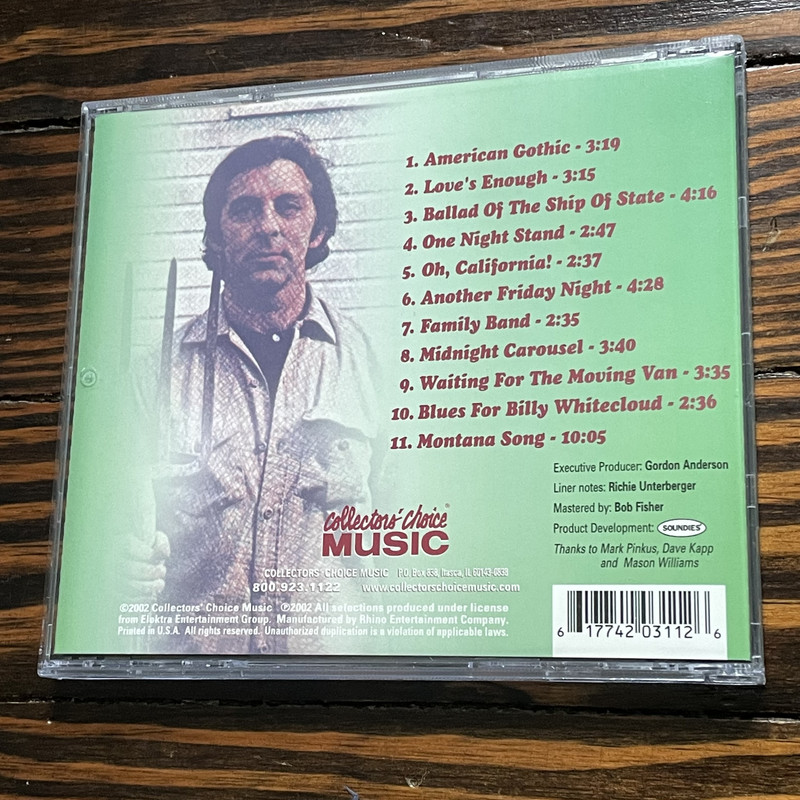 1. American Gothic - 3:19
2. Love's Enough - 3:15
3. Ballad Of The Ship Of State - 4:16
4. One Night Stand - 2:47
5. Oh, California! - 2:37
6. Another Friday Night - 4:28
7. Family Band - 2:35
8. Midnight Carousel - 3:40
9. Waiting For The Moving Van - 3:35
10. Blues For Billy Whitecloud - 2:36
11. Montana Song - 10:05
Executive Producer: Gordon Anderson
Liner notes: Richie Unterberger
Mastered by: Bob Fisher
Product Development: SOUNDIES
Thanks to Mark Pinkus, Dave Kapp
and Mason Williams
Collectors' Choice®
MUSIC
COLLECTORS' CHOICE MUSIC P.O. Box 838, Itasca, IL 60143-0838
800.923.1122 www.collectorschoicemusic.com
©2002 Collectors' Choice Music ℗2002 All selections produced under license
from Elektra Entertainment Group. Manufactured by Rhino Entertainment Company.
Printed in U.S.A. All rights reserved. Unauthorized duplication is a violation of applicable laws.
6 17742 03112 6